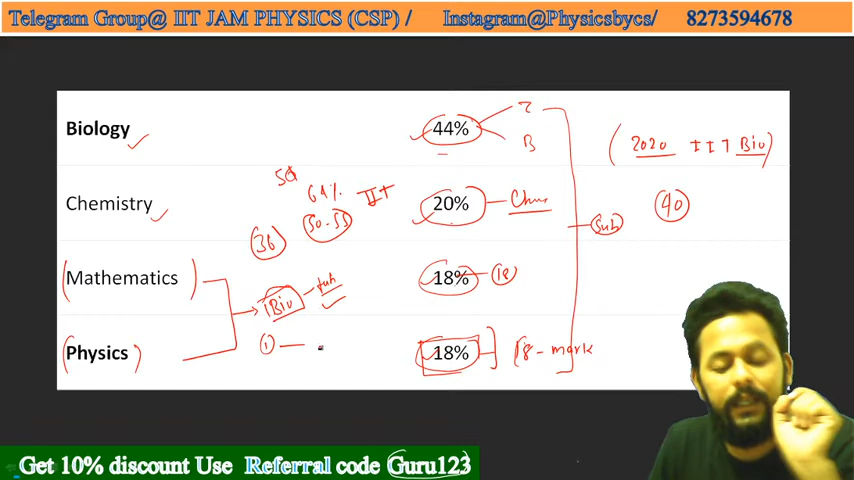 Telegram Group@ IIT JAM PHYSICS (CSP) / Instagram@Physicsbycs/ 8273594678
Biology 44% B (2020 IIT Bio)
Chemistry 64% 50-55 IIT 20% 40
36 Sub
Mathematics Bio 18% 18
Physics 1 18% 18-mark
Get 10% discount Use Referral code Guru123